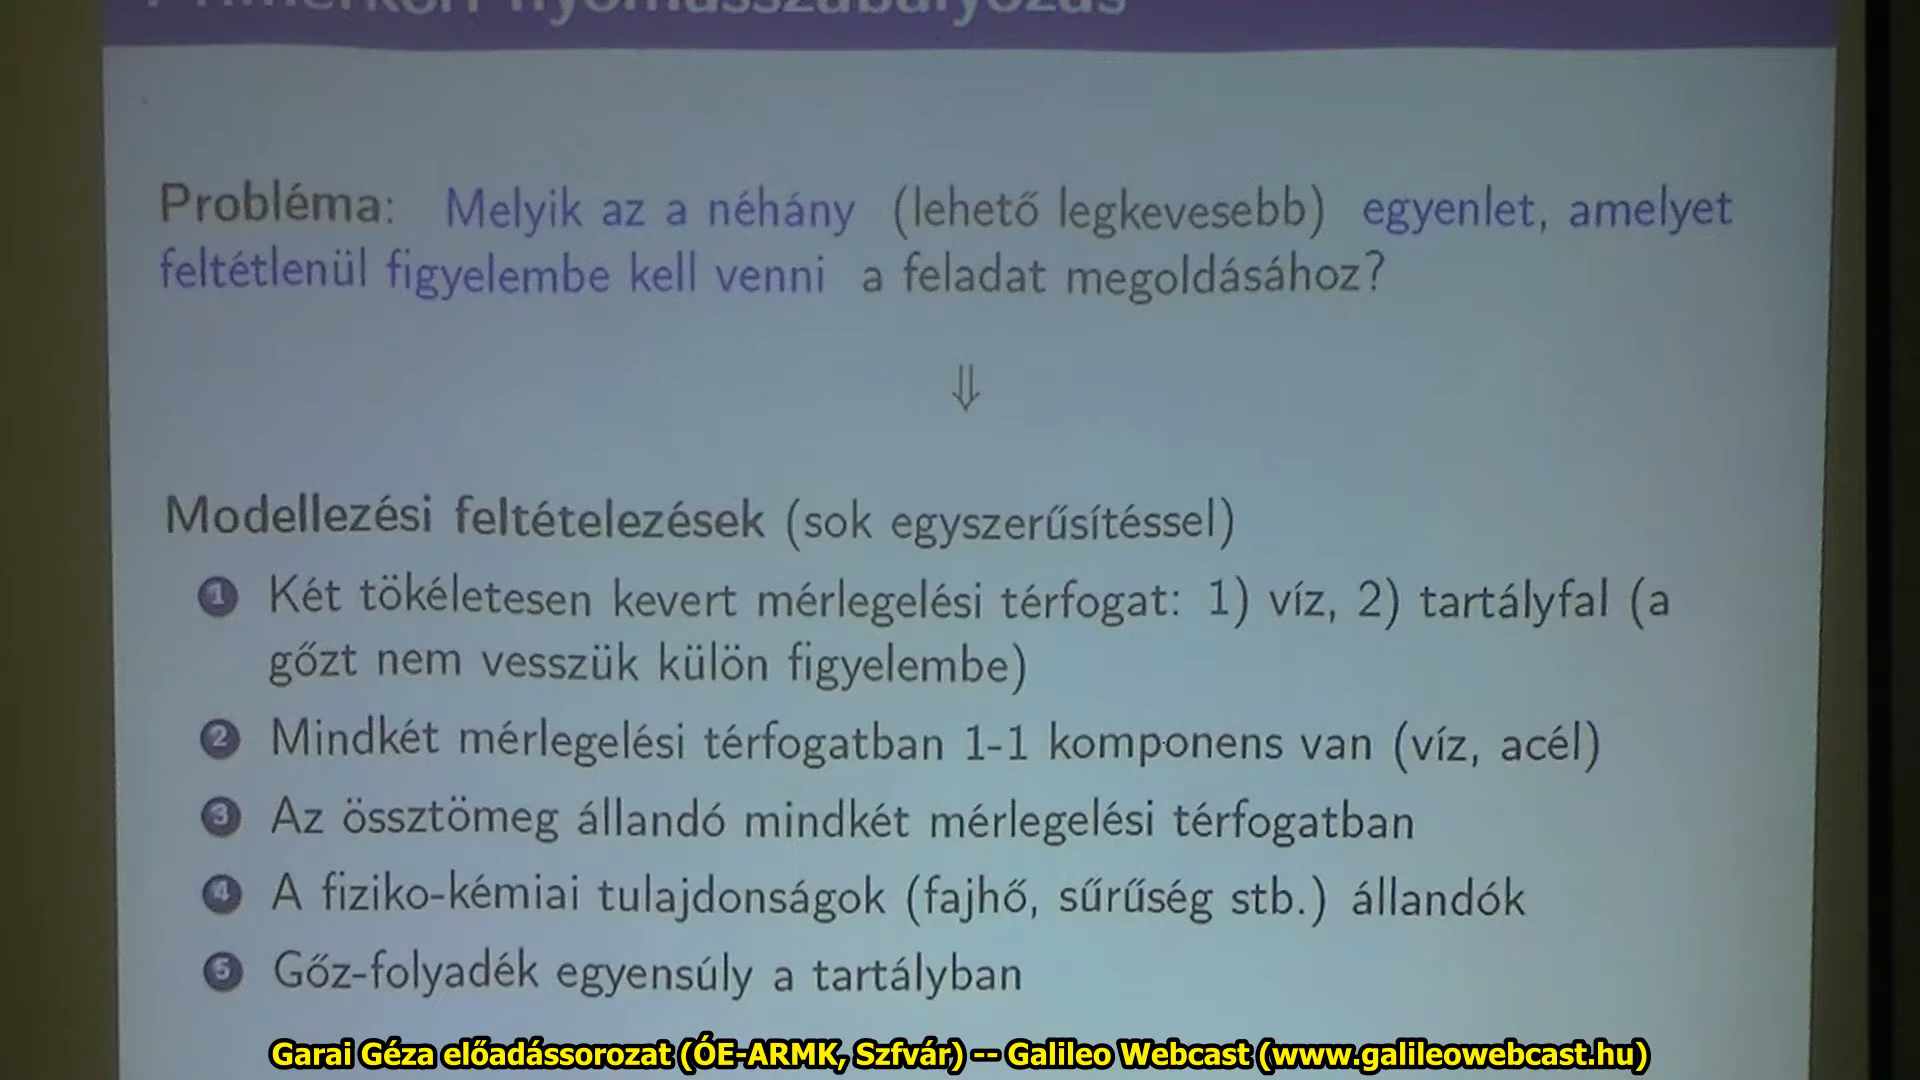 Primerköri nyomásszabályozás
Probléma: Melyik az a néhány (lehető legkevesebb) egyenlet, amelyet
feltétlenül figyelembe kell venni a feladat megoldásához?
⇓
Modellezési feltételezések (sok egyszerűsítéssel)
1 Két tökéletesen kevert mérlegelési térfogat: 1) víz, 2) tartályfal (a
gőzt nem vesszük külön figyelembe)
2 Mindkét mérlegelési térfogatban 1-1 komponens van (víz, acél)
3 Az össztömeg állandó mindkét mérlegelési térfogatban
4 A fiziko-kémiai tulajdonságok (fajhő, sűrűség stb.) állandók
5 Gőz-folyadék egyensúly a tartályban
Garai Géza előadássorozat (ÓE-ARMK, Szfvár) -- Galileo Webcast (www.galileowebcast.hu)